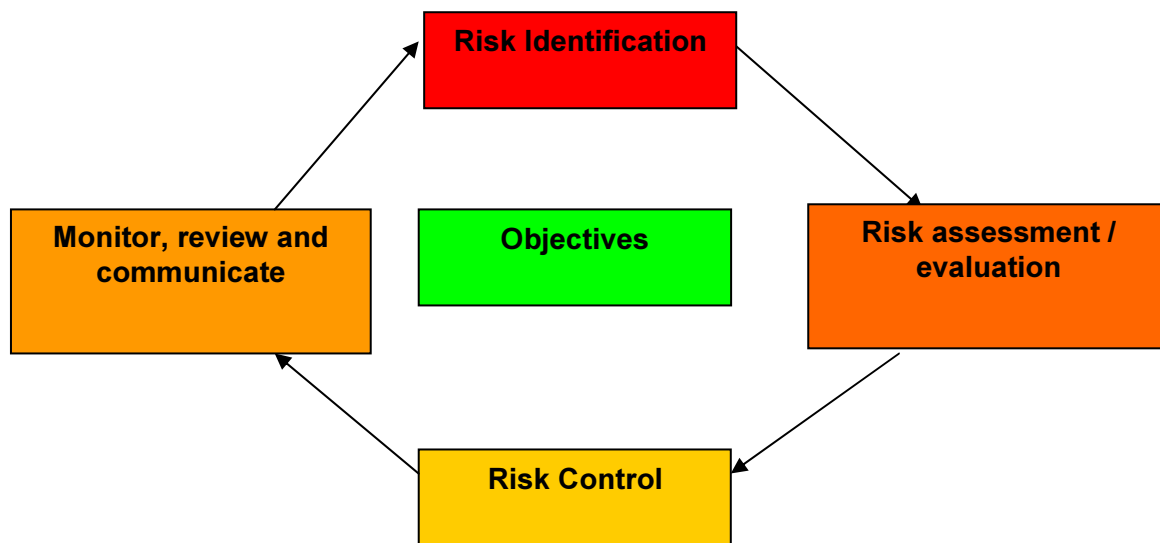 Risk Identification
Monitor, review and
communicate
Objectives
Risk assessment /
evaluation
Risk Control